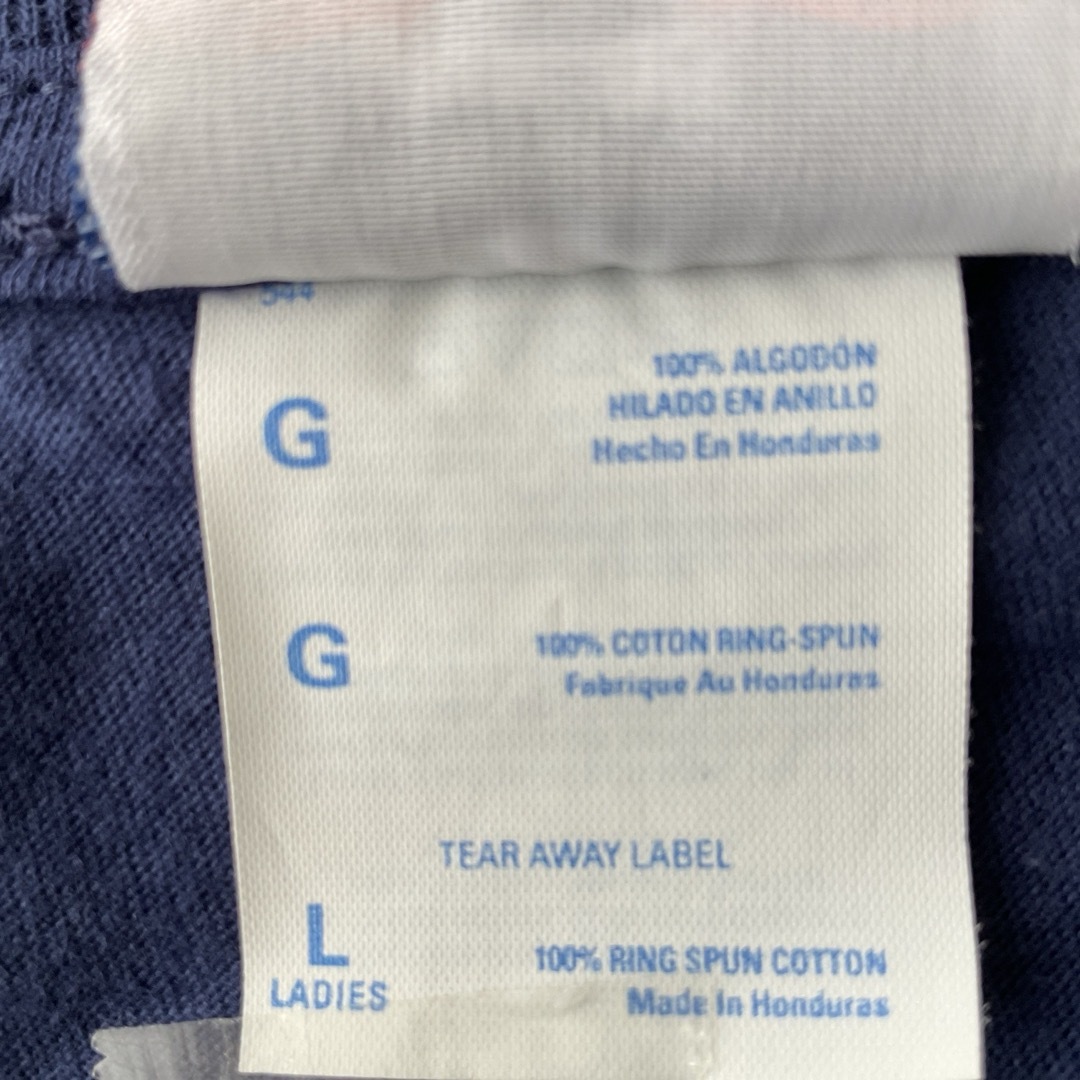 544
G
100% ALGODÓN
HILADO EN ANILLO
Hecho En Honduras
G
100% COTON RING-SPUN
Fabrique Au Honduras
TEAR AWAY LABEL
L
LADIES
100% RING SPUN COTTON
Made In Honduras